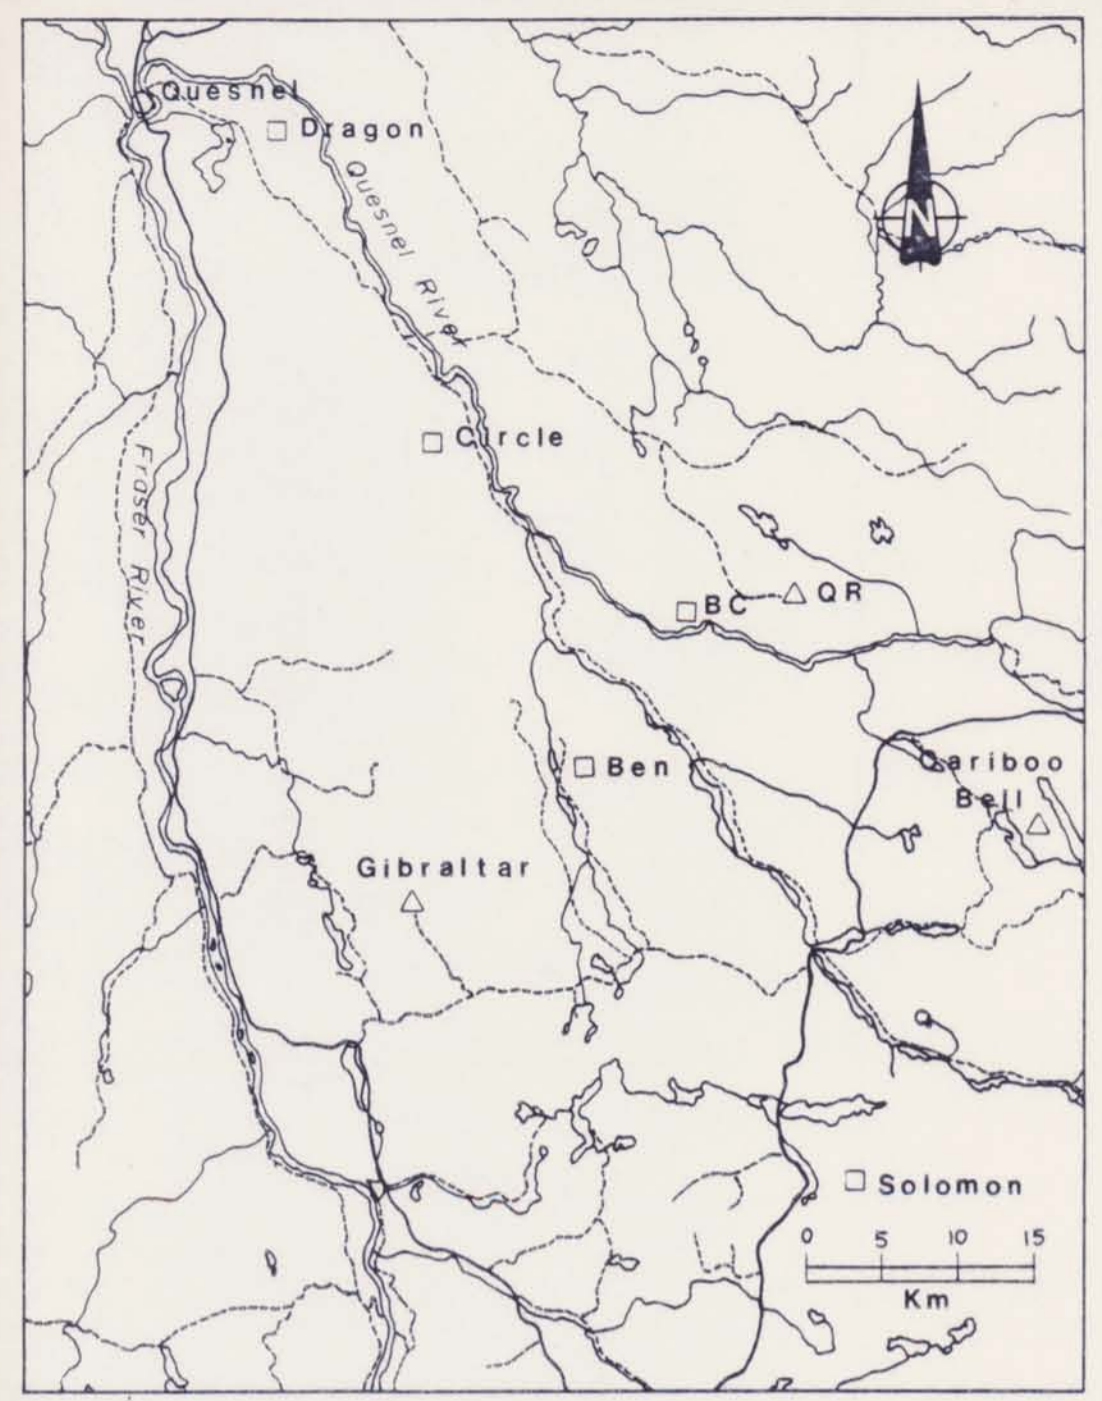 Quesnel
Dragon
Quesnel River
N
Circle
Fraser River
BC
QR
Ben
Cariboo
Bell
Gibraltar
Solomon
0 5 10 15
Km